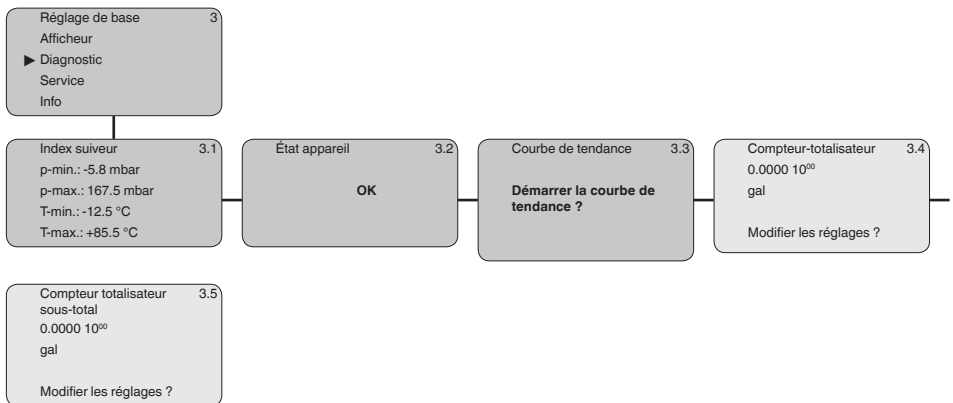 Réglage de base 3
Afficheur
▶ Diagnostic
Service
Info
Index suiveur 3.1
p-min.: -5.8 mbar
p-max.: 167.5 mbar
T-min.: -12.5 °C
T-max.: +85.5 °C
État appareil 3.2
OK
Courbe de tendance 3.3
Démarrer la courbe de
tendance ?
Compteur-totalisateur 3.4
0.0000 10⁰⁰
gal
Modifier les réglages ?
Compteur totalisateur 3.5
sous-total
0.0000 10⁰⁰
gal
Modifier les réglages ?